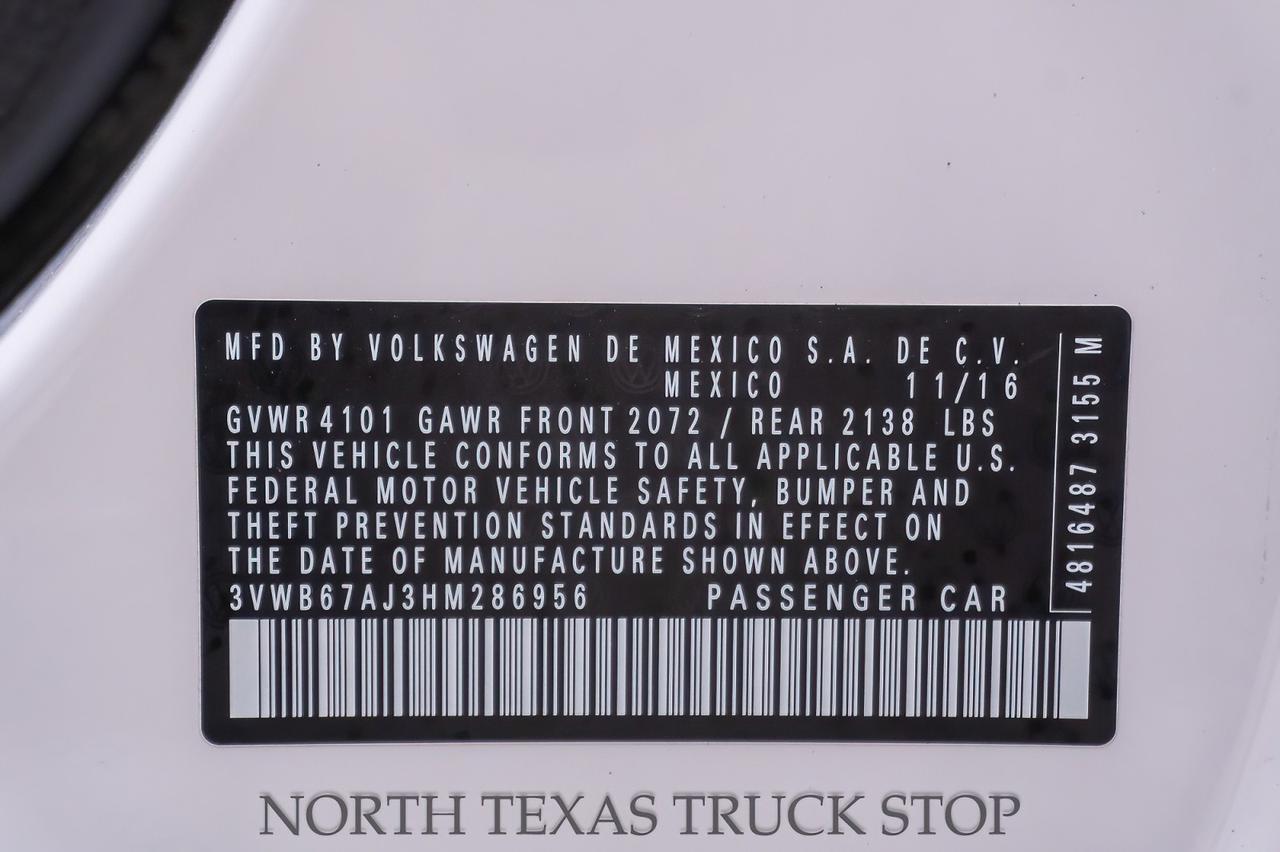 MFD BY VOLKSWAGEN DE MEXICO S.A. DE C.V.
MEXICO 11/16
GVWR 4101 GAWR FRONT 2072 / REAR 2138 LBS
THIS VEHICLE CONFORMS TO ALL APPLICABLE U.S.
FEDERAL MOTOR VEHICLE SAFETY, BUMPER AND
THEFT PREVENTION STANDARDS IN EFFECT ON
THE DATE OF MANUFACTURE SHOWN ABOVE.
3VWB67AJ3HM286956 PASSENGER CAR
4816487 3155 M
NORTH TEXAS TRUCK STOP